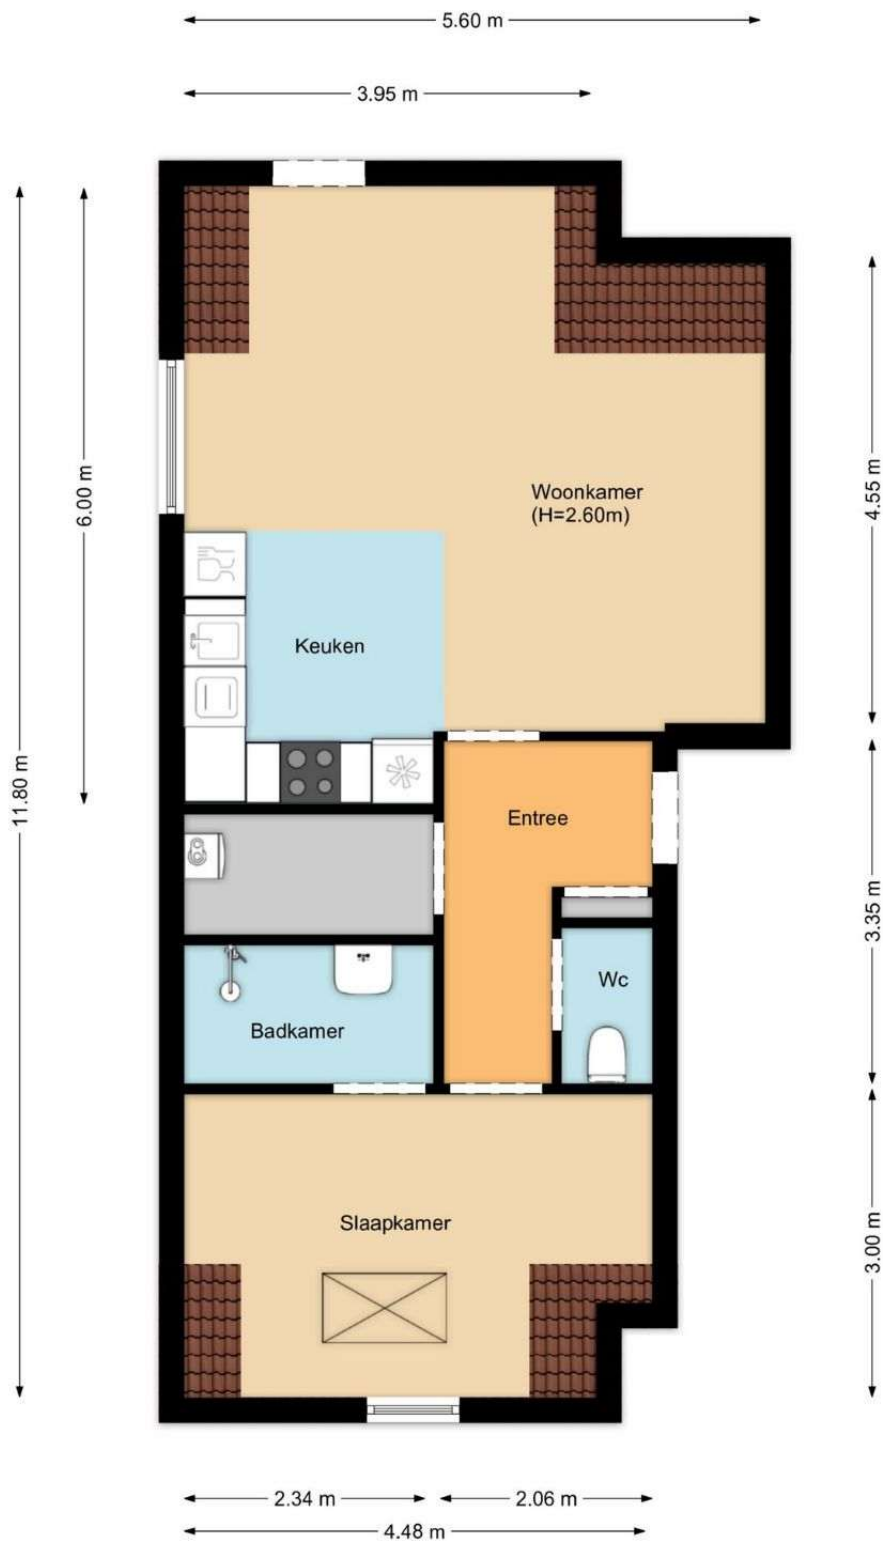 5.60 m
3.95 m
6.00 m
11.80 m
4.55 m
Woonkamer
(H=2.60m)
Keuken
Entree
3.35 m
Wc
Badkamer
Slaapkamer
3.00 m
2.34 m
2.06 m
4.48 m